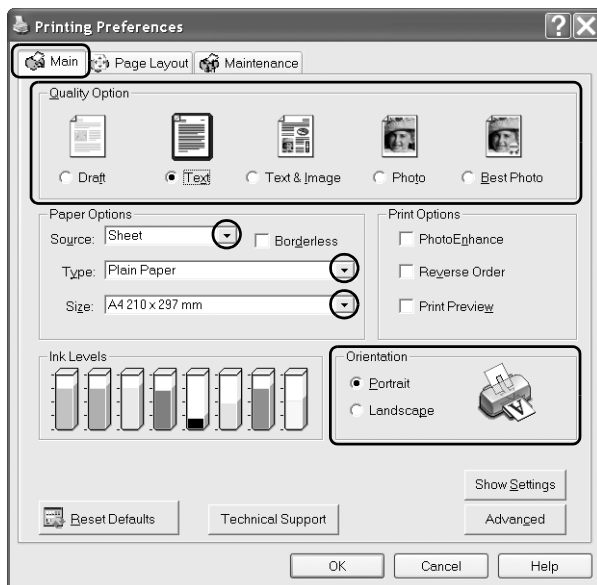 Printing Preferences
Main Page Layout Maintenance
Quality Option
Draft Text Text & Image Photo Best Photo
Paper Options
Source: Sheet Borderless
Type: Plain Paper
Size: A4 210 x 297 mm
Print Options
PhotoEnhance
Reverse Order
Print Preview
Ink Levels
Orientation
Portrait
Landscape
A
Show Settings
Reset Defaults Technical Support Advanced
OK Cancel Help